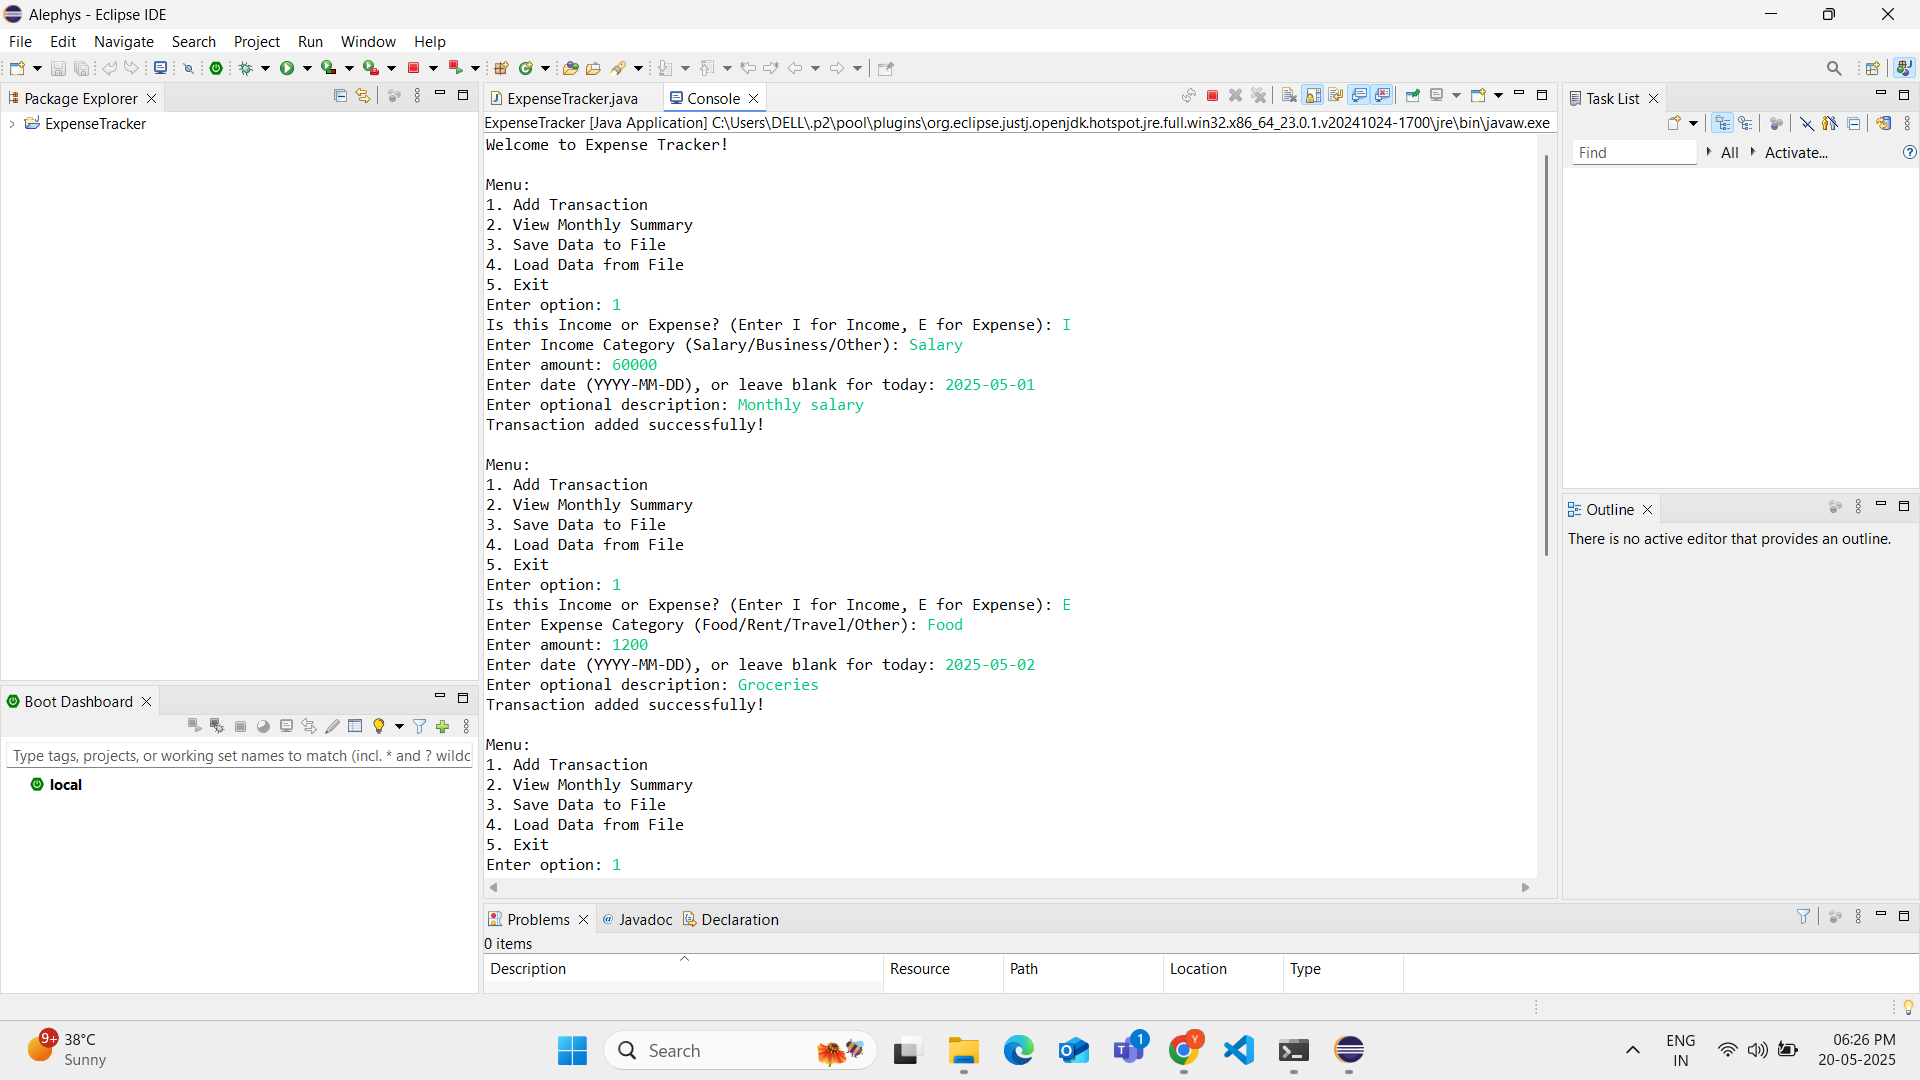 Alephys - Eclipse IDE
File Edit Navigate Search Project Run Window Help
Package Explorer
ExpenseTracker
ExpenseTracker.java
Console
ExpenseTracker [Java Application] C:\Users\DELL\.p2\pool\plugins\org.eclipse.justj.openjdk.hotspot.jre.full.win32.x86_64_23.0.1.v20241024-1700\jre\bin\javaw.exe
Welcome to Expense Tracker!
Menu:
1. Add Transaction
2. View Monthly Summary
3. Save Data to File
4. Load Data from File
5. Exit
Enter option: 1
Is this Income or Expense? (Enter I for Income, E for Expense): I
Enter Income Category (Salary/Business/Other): Salary
Enter amount: 60000
Enter date (YYYY-MM-DD), or leave blank for today: 2025-05-01
Enter optional description: Monthly salary
Transaction added successfully!
Menu:
1. Add Transaction
2. View Monthly Summary
3. Save Data to File
4. Load Data from File
5. Exit
Enter option: 1
Is this Income or Expense? (Enter I for Income, E for Expense): E
Enter Expense Category (Food/Rent/Travel/Other): Food
Enter amount: 1200
Enter date (YYYY-MM-DD), or leave blank for today: 2025-05-02
Enter optional description: Groceries
Transaction added successfully!
Menu:
1. Add Transaction
2. View Monthly Summary
3. Save Data to File
4. Load Data from File
5. Exit
Enter option: 1
Task List
Find All Activate...
Outline
There is no active editor that provides an outline.
Boot Dashboard
Type tags, projects, or working set names to match (incl. * and ? wildc
local
Problems Javadoc Declaration
0 items
Description Resource Path Location Type
9+
38°C
Sunny
Search
1
Y
ENG
IN
06:26 PM
20-05-2025